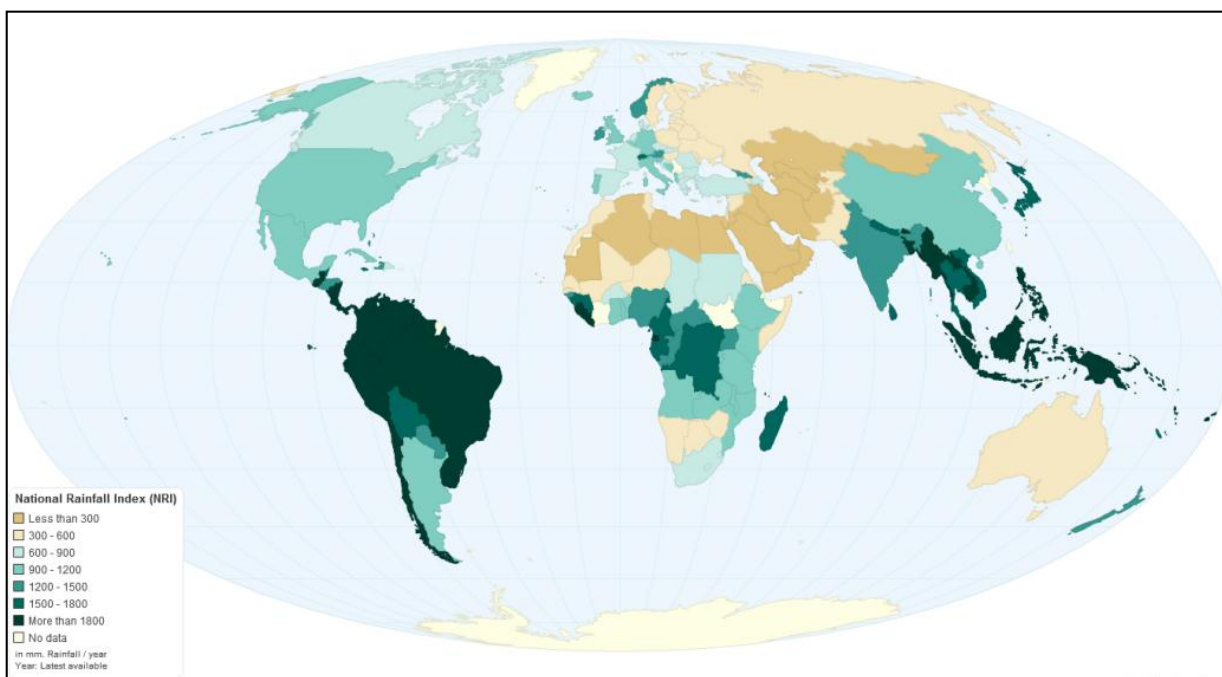 National Rainfall Index (NRI)
Less than 300
300 - 600
600 - 900
900 - 1200
1200 - 1500
1500 - 1800
More than 1800
No data
in mm. Rainfall / year
Year: Latest available